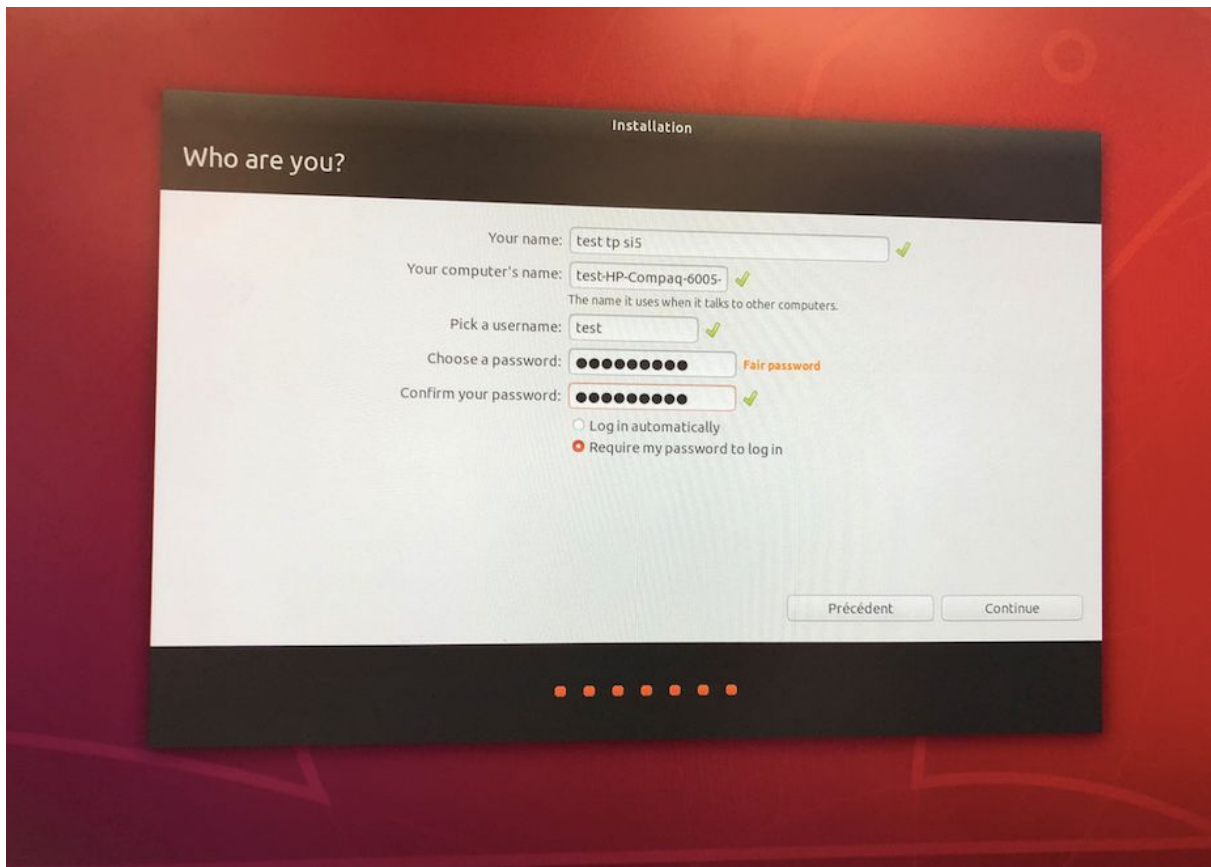 Installation
Who are you?
Your name: test tp si5
Your computer's name: test-HP-Compaq-6005-
The name it uses when it talks to other computers.
Pick a username: test
Choose a password: ●●●●●●●●● Fair password
Confirm your password: ●●●●●●●●●
Log in automatically
Require my password to log in
Précédent Continue